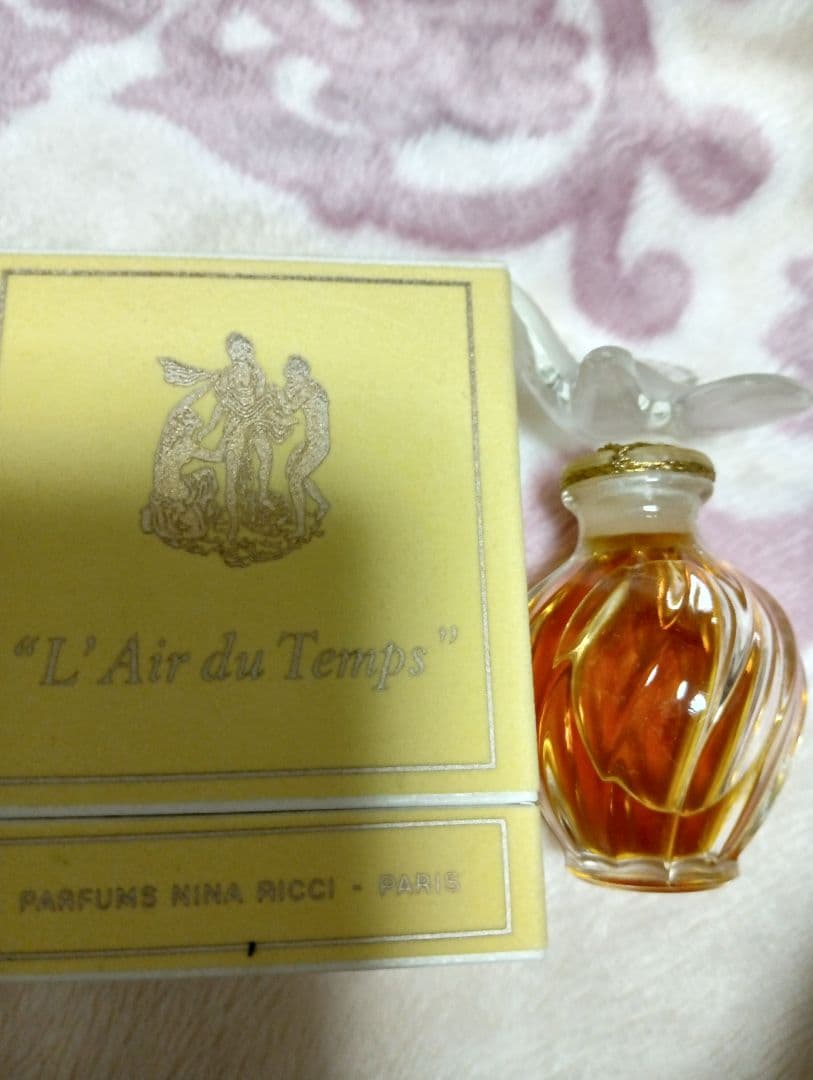 “L’Air du Temps”
PARFUMS NINA RICCI - PARIS